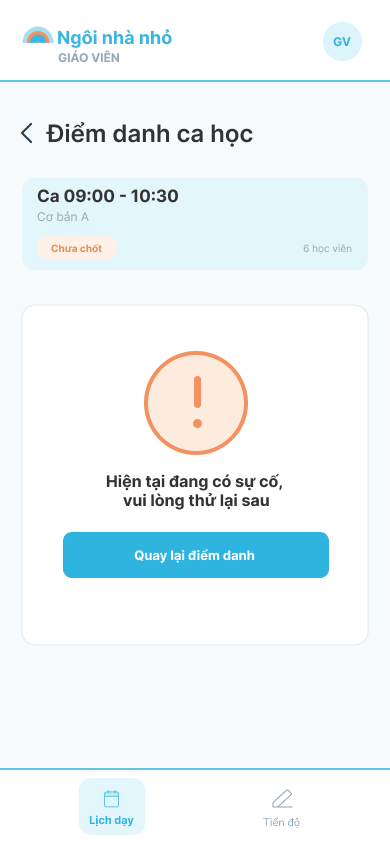 Ngôi nhà nhỏ
GIÁO VIÊN
GV
Điểm danh ca học
Ca 09:00 - 10:30
Cơ bản A
Chưa chốt
6 học viên
Hiện tại đang có sự cố,
vui lòng thử lại sau
Quay lại điểm danh
Lịch dạy
Tiến độ